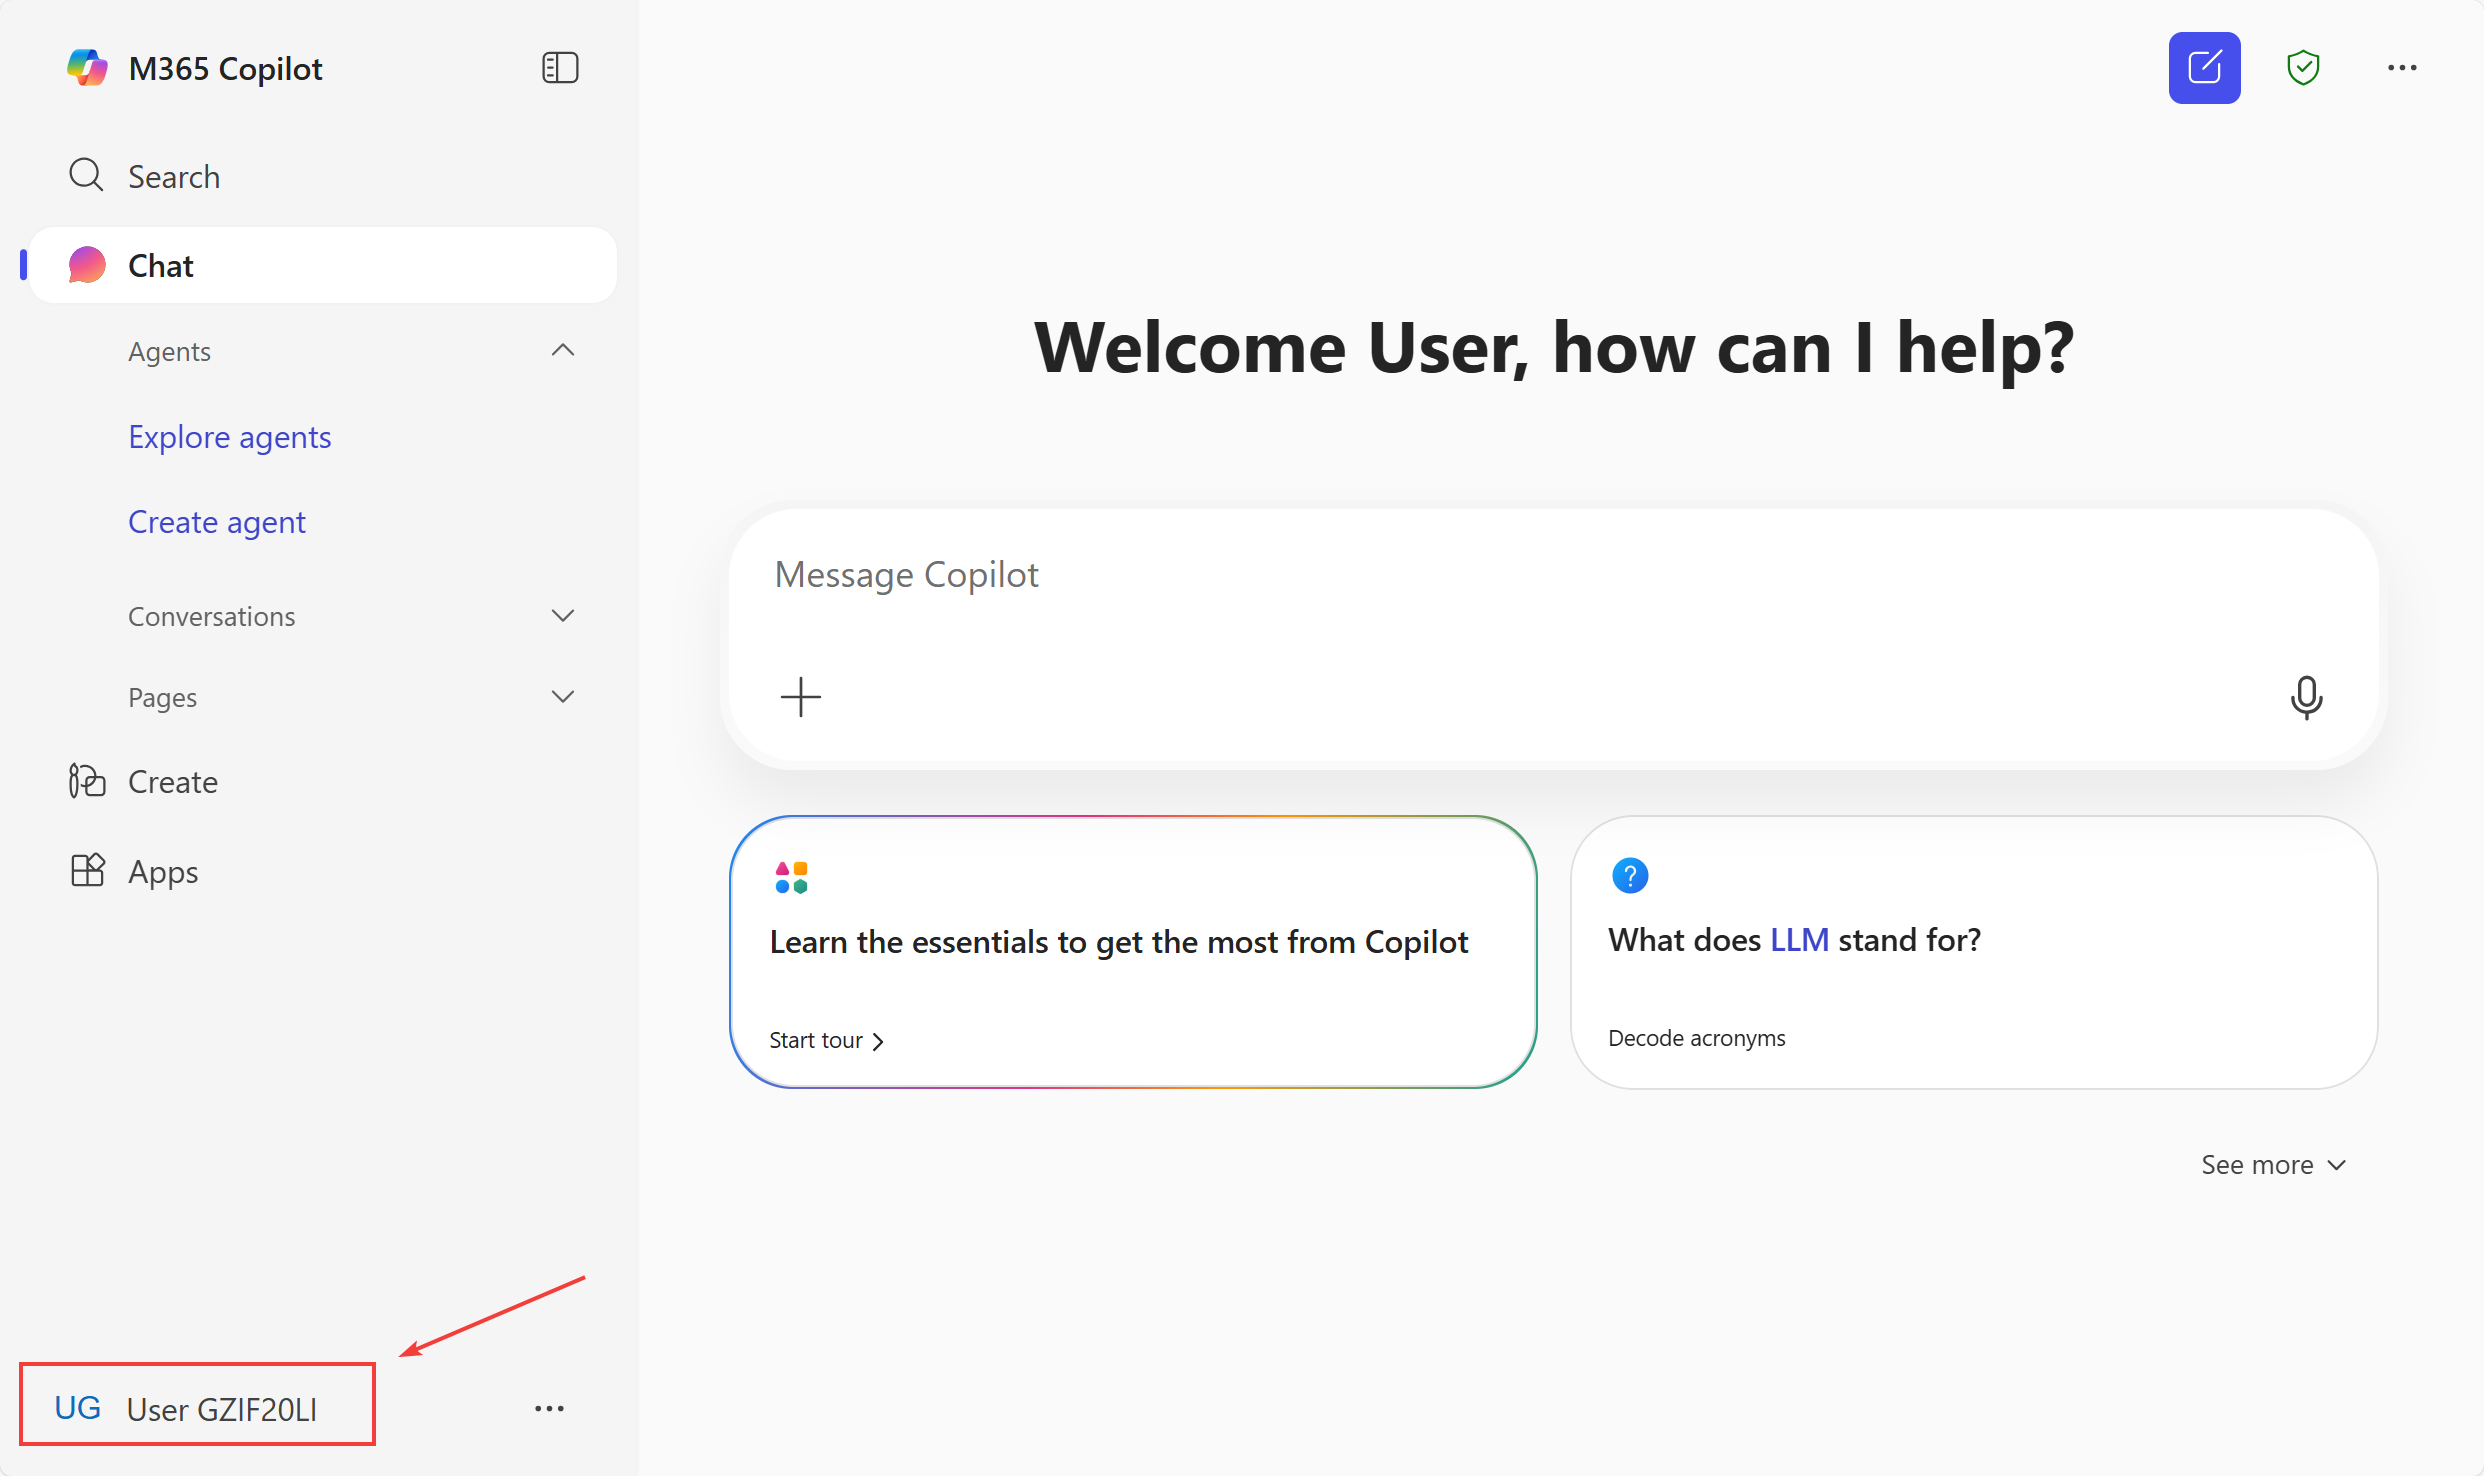 M365 Copilot
Search
Chat
Agents
Explore agents
Create agent
Conversations
Pages
Create
Apps
UG User GZIF20LI
Welcome User, how can I help?
Message Copilot
Learn the essentials to get the most from Copilot
Start tour
What does LLM stand for?
Decode acronyms
See more